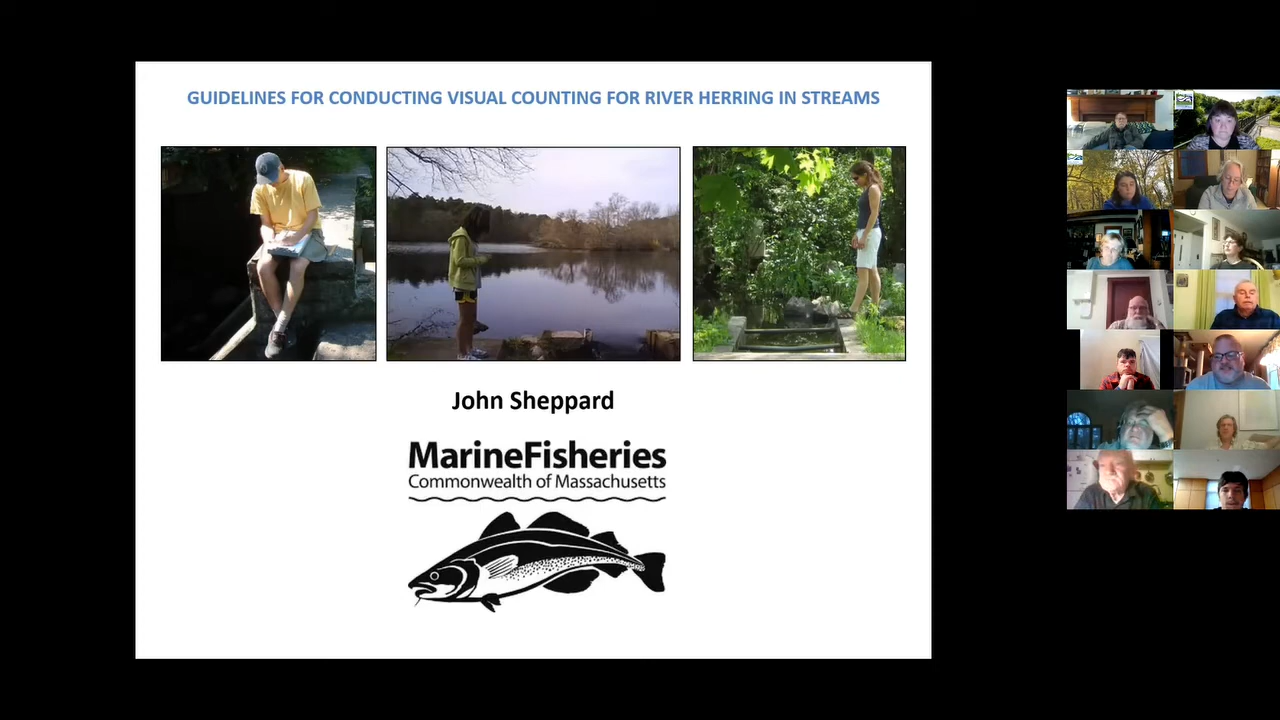 GUIDELINES FOR CONDUCTING VISUAL COUNTING FOR RIVER HERRING IN STREAMS
John Sheppard
MarineFisheries
Commonwealth of Massachusetts